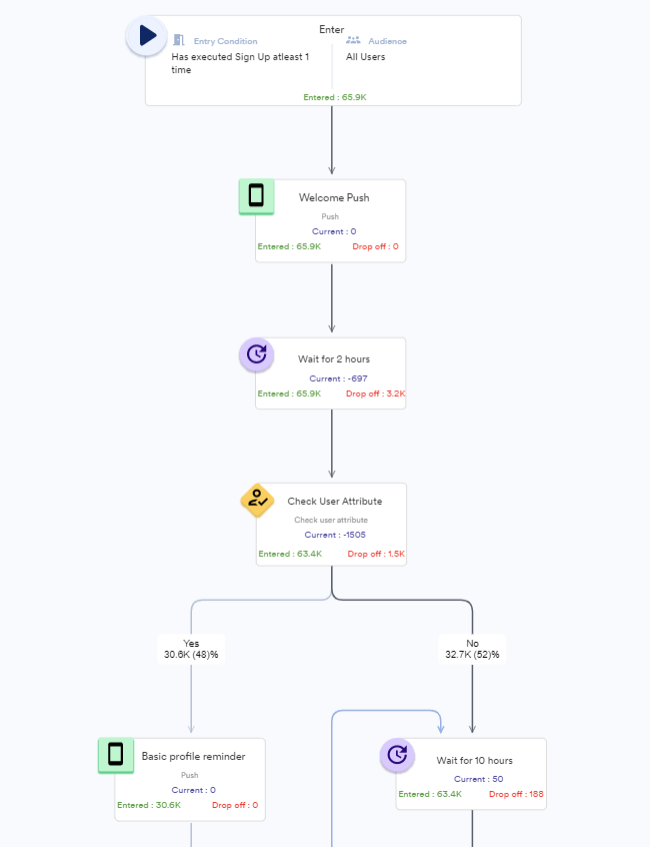 Enter
Entry Condition
Audience
Has executed Sign Up atleast 1
time
All Users
Entered : 65.9K
Welcome Push
Push
Current : 0
Entered : 65.9K
Drop off : 0
Wait for 2 hours
Current : -697
Entered : 65.9K
Drop off : 3.2K
Check User Attribute
Check user attribute
Current : -1505
Entered : 63.4K
Drop off : 1.5K
Yes
30.6K (48)%
No
32.7K (52)%
Basic profile reminder
Push
Current : 0
Entered : 30.6K
Drop off : 0
Wait for 10 hours
Current : 50
Entered : 63.4K
Drop off : 188